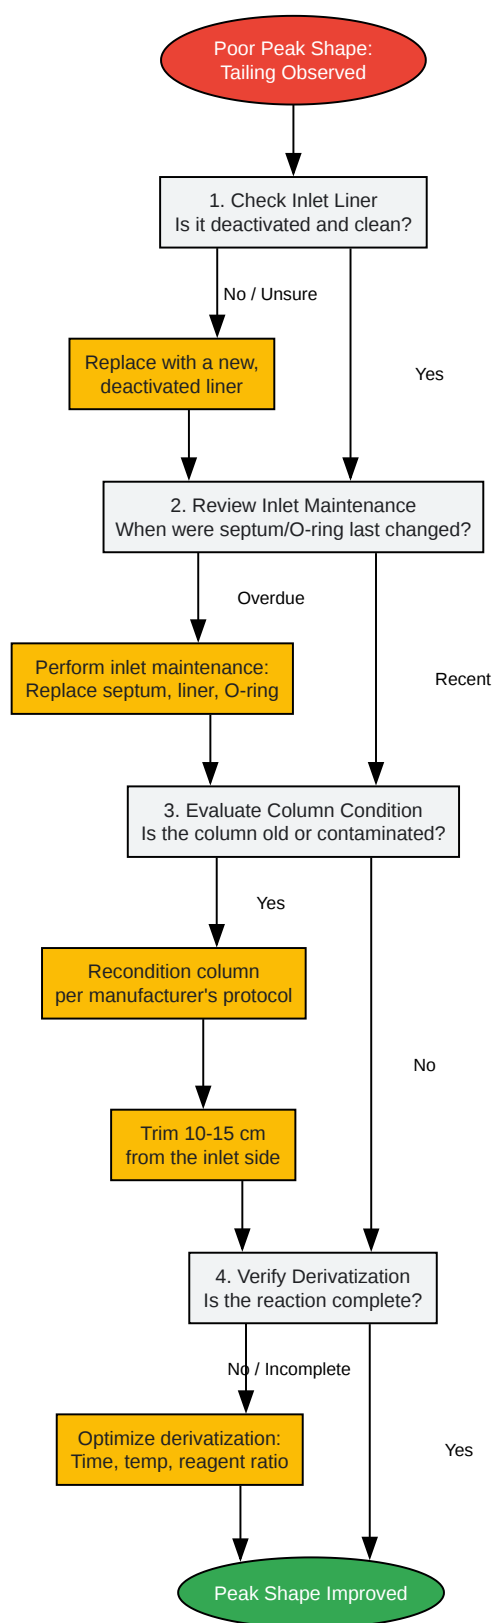 Poor Peak Shape:
Tailing Observed
1. Check Inlet Liner
Is it deactivated and clean?
No / Unsure
Replace with a new,
deactivated liner
Yes
2. Review Inlet Maintenance
When were septum/O-ring last changed?
Overdue
Perform inlet maintenance:
Replace septum, liner, O-ring
Recent
3. Evaluate Column Condition
Is the column old or contaminated?
Yes
Recondition column
per manufacturer's protocol
No
Trim 10-15 cm
from the inlet side
4. Verify Derivatization
Is the reaction complete?
No / Incomplete
Optimize derivatization:
Time, temp, reagent ratio
Yes
Peak Shape Improved